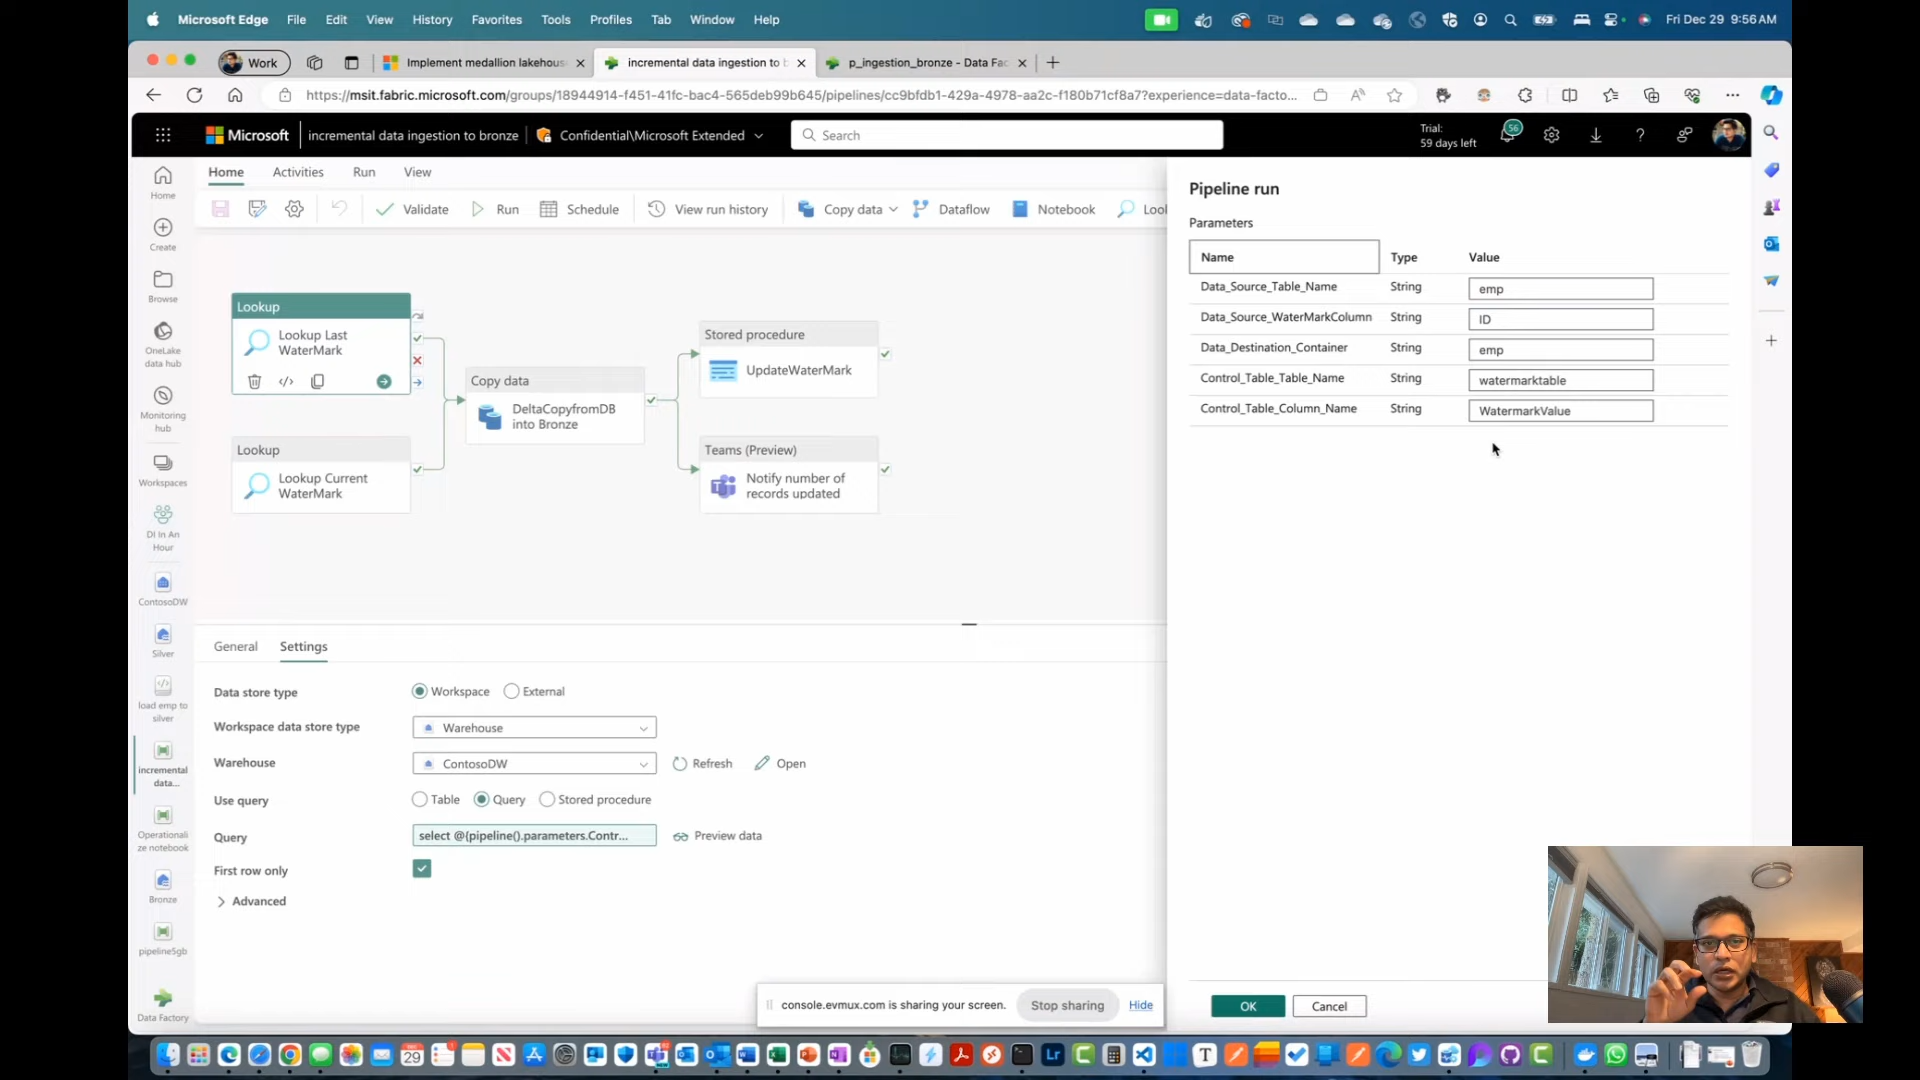 Microsoft Edge File Edit View History Favorites Tools Profiles Tab Window Help Fri Dec 29 9:56AM
Work Implement medallion lakehous incremental data ingestion to b p_ingestion_bronze - Data Fac
https://msit.fabric.microsoft.com/groups/18944914-f451-41fc-bac4-565deb99b645/pipelines/cc9bfdb1-429a-4978-aa2c-f180b71cf8a7?experience=data-facto...
Microsoft incremental data ingestion to bronze Confidential\Microsoft Extended Search Trial: 59 days left 56
Home Activities Run View
Validate Run Schedule View run history Copy data Dataflow Notebook Look
Home
Create
Browse
OneLake
data hub
Monitoring
hub
Workspaces
DI In An
Hour
ContosoDW
Silver
load emp to
silver
incremental
data...
Operationali
ze notebook
Bronze
pipeline5gb
Data Factory
Lookup
Lookup Last
WaterMark
Lookup
Lookup Current
WaterMark
Copy data
DeltaCopyfromDB
into Bronze
Stored procedure
UpdateWaterMark
Teams (Preview)
Notify number of
records updated
General Settings
Data store type Workspace External
Workspace data store type Warehouse
Warehouse ContosoDW Refresh Open
Use query Table Query Stored procedure
Query select @{pipeline().parameters.Contr... Preview data
First row only
Advanced
Pipeline run
Parameters
Name Type Value
Data_Source_Table_Name String emp
Data_Source_WaterMarkColumn String ID
Data_Destination_Container String emp
Control_Table_Table_Name String watermarktable
Control_Table_Column_Name String WatermarkValue
OK Cancel
console.evmux.com is sharing your screen. Stop sharing Hide